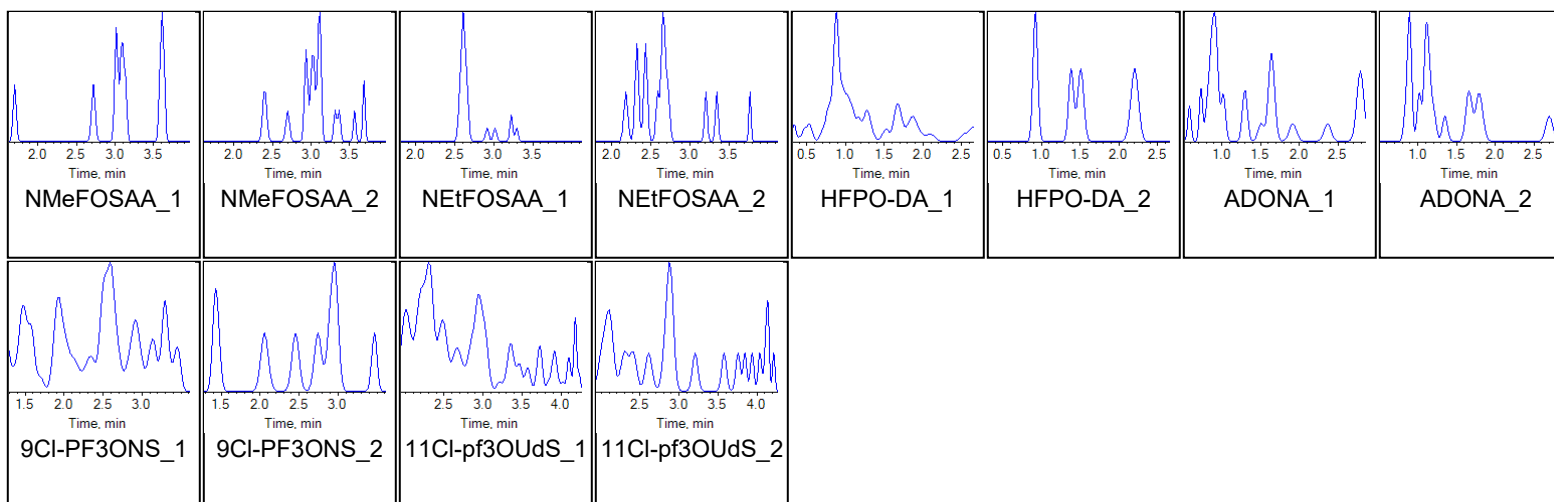 2.0 2.5 3.0 3.5 2.0 2.5 3.0 3.5 2.0 2.5 3.0 3.5 2.0 2.5 3.0 3.5 0.5 1.0 1.5 2.0 2.5 0.5 1.0 1.5 2.0 2.5 1.0 1.5 2.0 2.5 1.0 1.5 2.0 2.5
Time, min Time, min Time, min Time, min Time, min Time, min Time, min Time, min
NMeFOSAA_1 NMeFOSAA_2 NEtFOSAA_1 NEtFOSAA_2 HFPO-DA_1 HFPO-DA_2 ADONA_1 ADONA_2
1.5 2.0 2.5 3.0 1.5 2.0 2.5 3.0 2.5 3.0 3.5 4.0 2.5 3.0 3.5 4.0
Time, min Time, min Time, min Time, min
9Cl-PF3ONS_1 9Cl-PF3ONS_2 11Cl-pf3OUdS_1 11Cl-pf3OUdS_2